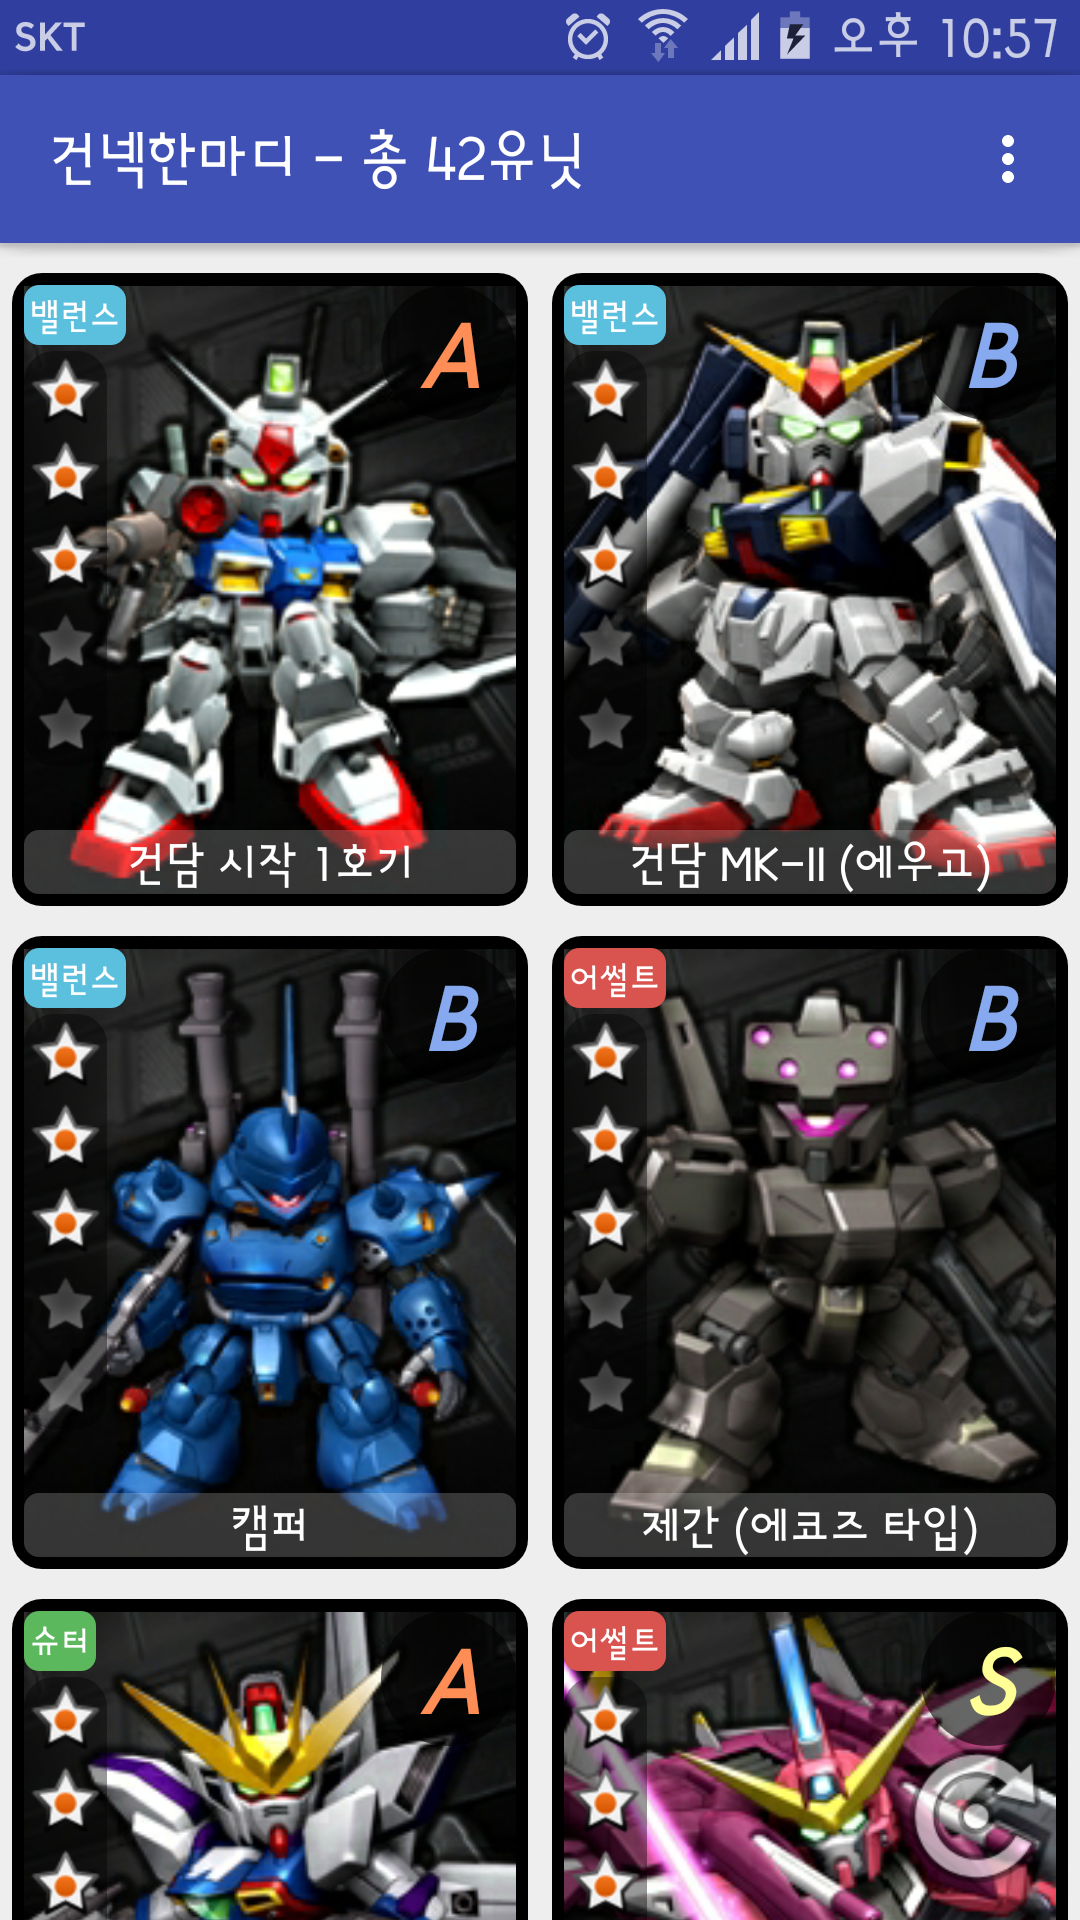 SKT 오후 10:57
건넥한마디 - 총 42유닛
밸런스 A
건담 시작 1호기
밸런스 B
건담 MK-II (에우고)
밸런스 B
캠퍼
어썰트 B
제간 (에코즈 타입)
슈터 A
어썰트 S